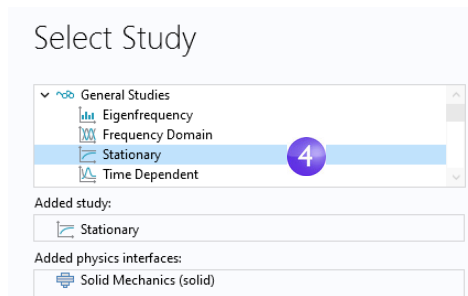 Select Study
General Studies
Eigenfrequency
Frequency Domain
Stationary
4
Time Dependent
Added study:
Stationary
Added physics interfaces:
Solid Mechanics (solid)